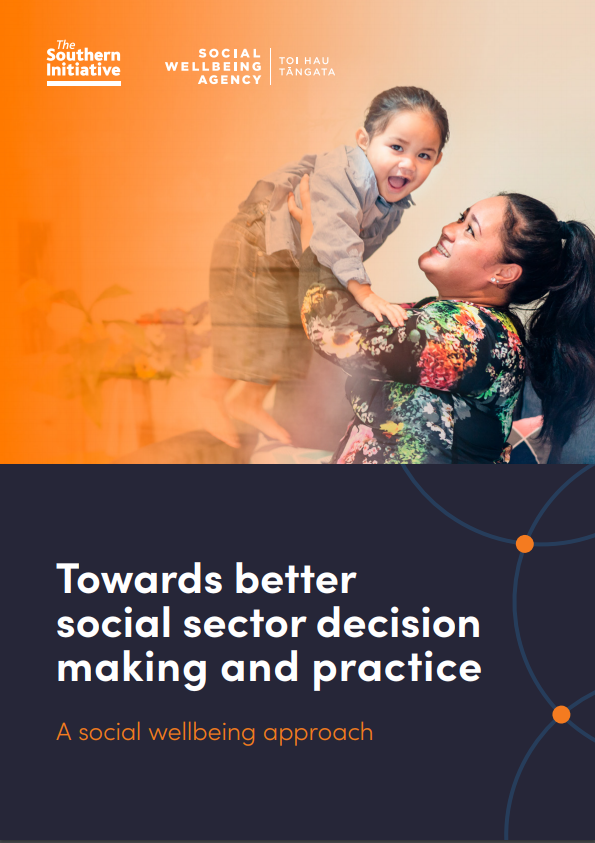 The
Southern
Initiative
SOCIAL
WELLBEING
AGENCY
TOI HAU
TĀNGATA
Towards better
social sector decision
making and practice
A social wellbeing approach